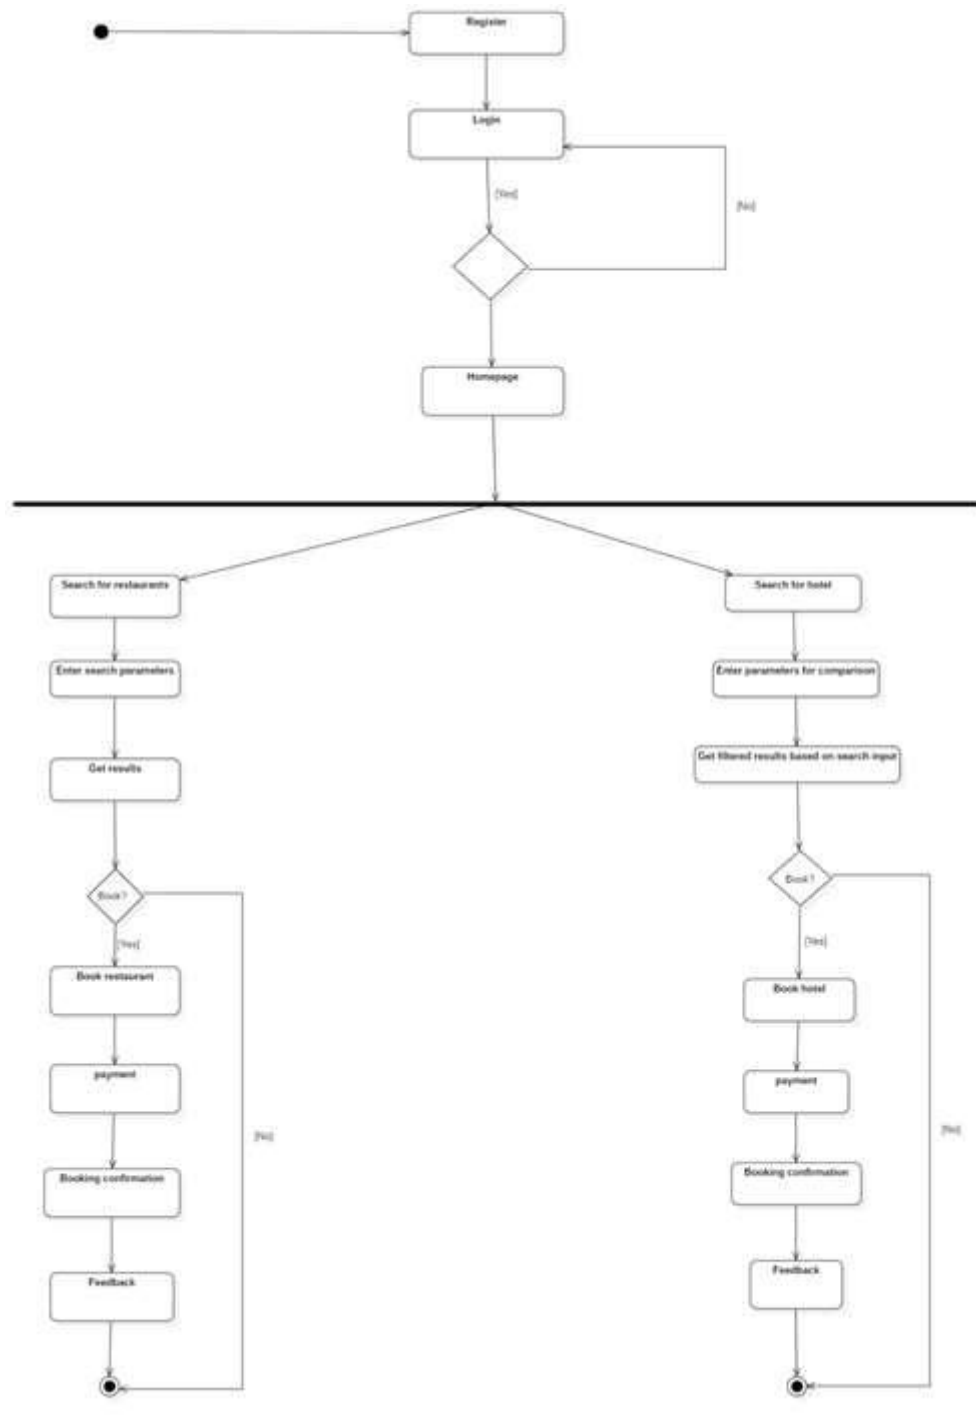 Register
Login
[Yes]
[No]
Homepage
Search for restaurants
Enter search parameters
Get results
Book?
[Yes]
Book restaurant
payment
[No]
Booking confirmation
Feedback
Search for hotel
Enter parameters for comparison
Get filtered results based on search input
Book?
[Yes]
Book hotel
payment
[No]
Booking confirmation
Feedback